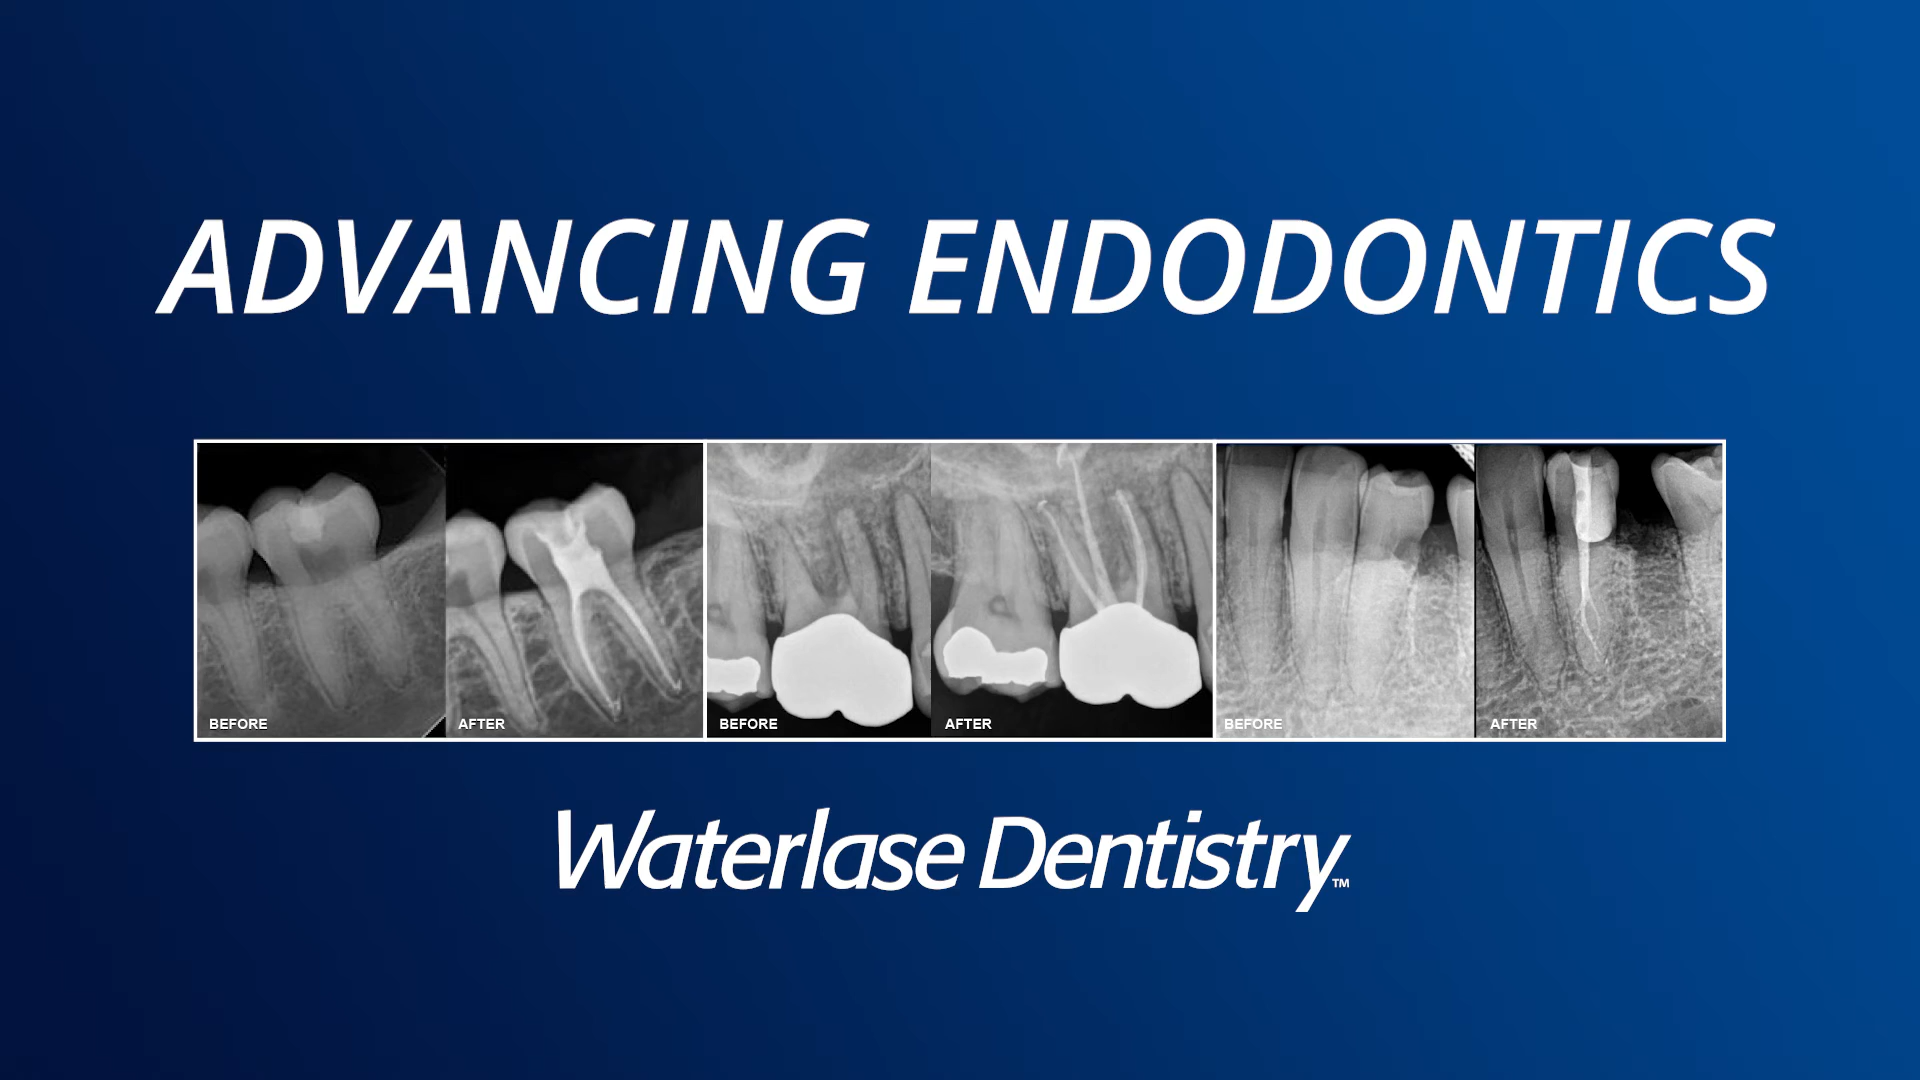 ADVANCING ENDODONTICS
BEFORE
AFTER
BEFORE
AFTER
BEFORE
AFTER
Waterlase Dentistry™